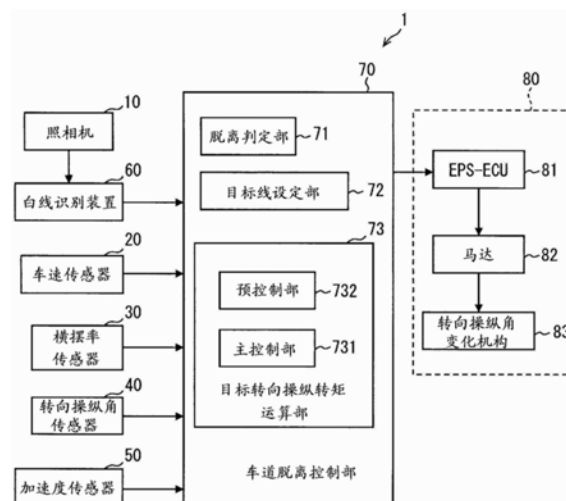 1
10
照相机
60
白线识别装置
20
车速传感器
30
横摆率
传感器
40
转向操纵角
传感器
50
加速度传感器
70
脱离判定部
71
目标线设定部
72
73
预控制部
732
主控制部
731
目标转向操纵转矩
运算部
车道脱离控制部
80
EPS-ECU
81
马达
82
转向操纵角
变化机构
83